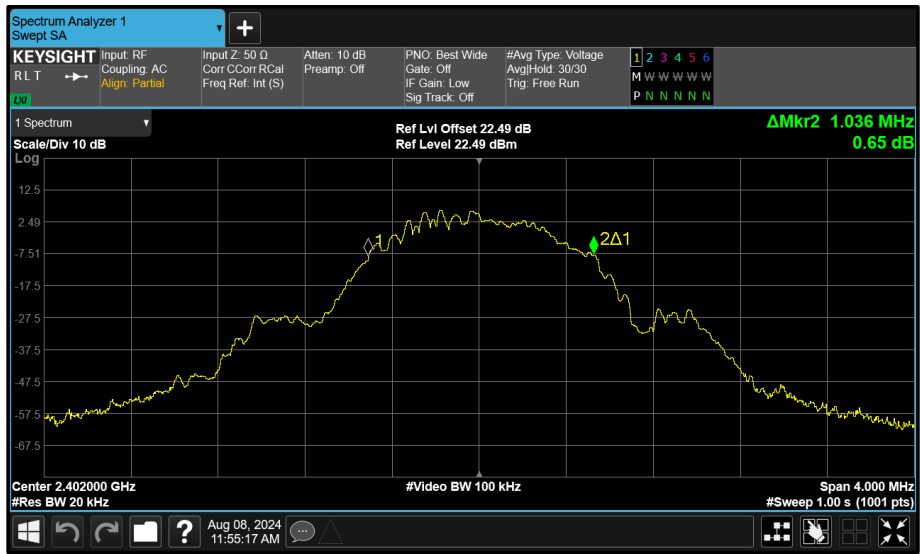 Spectrum Analyzer 1
Swept SA
+
KEYSIGHT
RLT
LXI
Input: RF
Coupling: AC
Align: Partial
Input Z: 50 Ω
Corr CCorr RCal
Freq Ref: Int (S)
Atten: 10 dB
Preamp: Off
PNO: Best Wide
Gate: Off
IF Gain: Low
Sig Track: Off
#Avg Type: Voltage
Avg|Hold: 30/30
Trig: Free Run
1 2 3 4 5 6
M W W W W W
P N N N N N
1 Spectrum
Scale/Div 10 dB
Ref Lvl Offset 22.49 dB
Ref Level 22.49 dBm
ΔMkr2 1.036 MHz
0.65 dB
Log
12.5
2.49
-7.51
-17.5
-27.5
-37.5
-47.5
-57.5
-67.5
1
2Δ1
Center 2.402000 GHz
#Res BW 20 kHz
#Video BW 100 kHz
Span 4.000 MHz
#Sweep 1.00 s (1001 pts)
?
Aug 08, 2024
11:55:17 AM